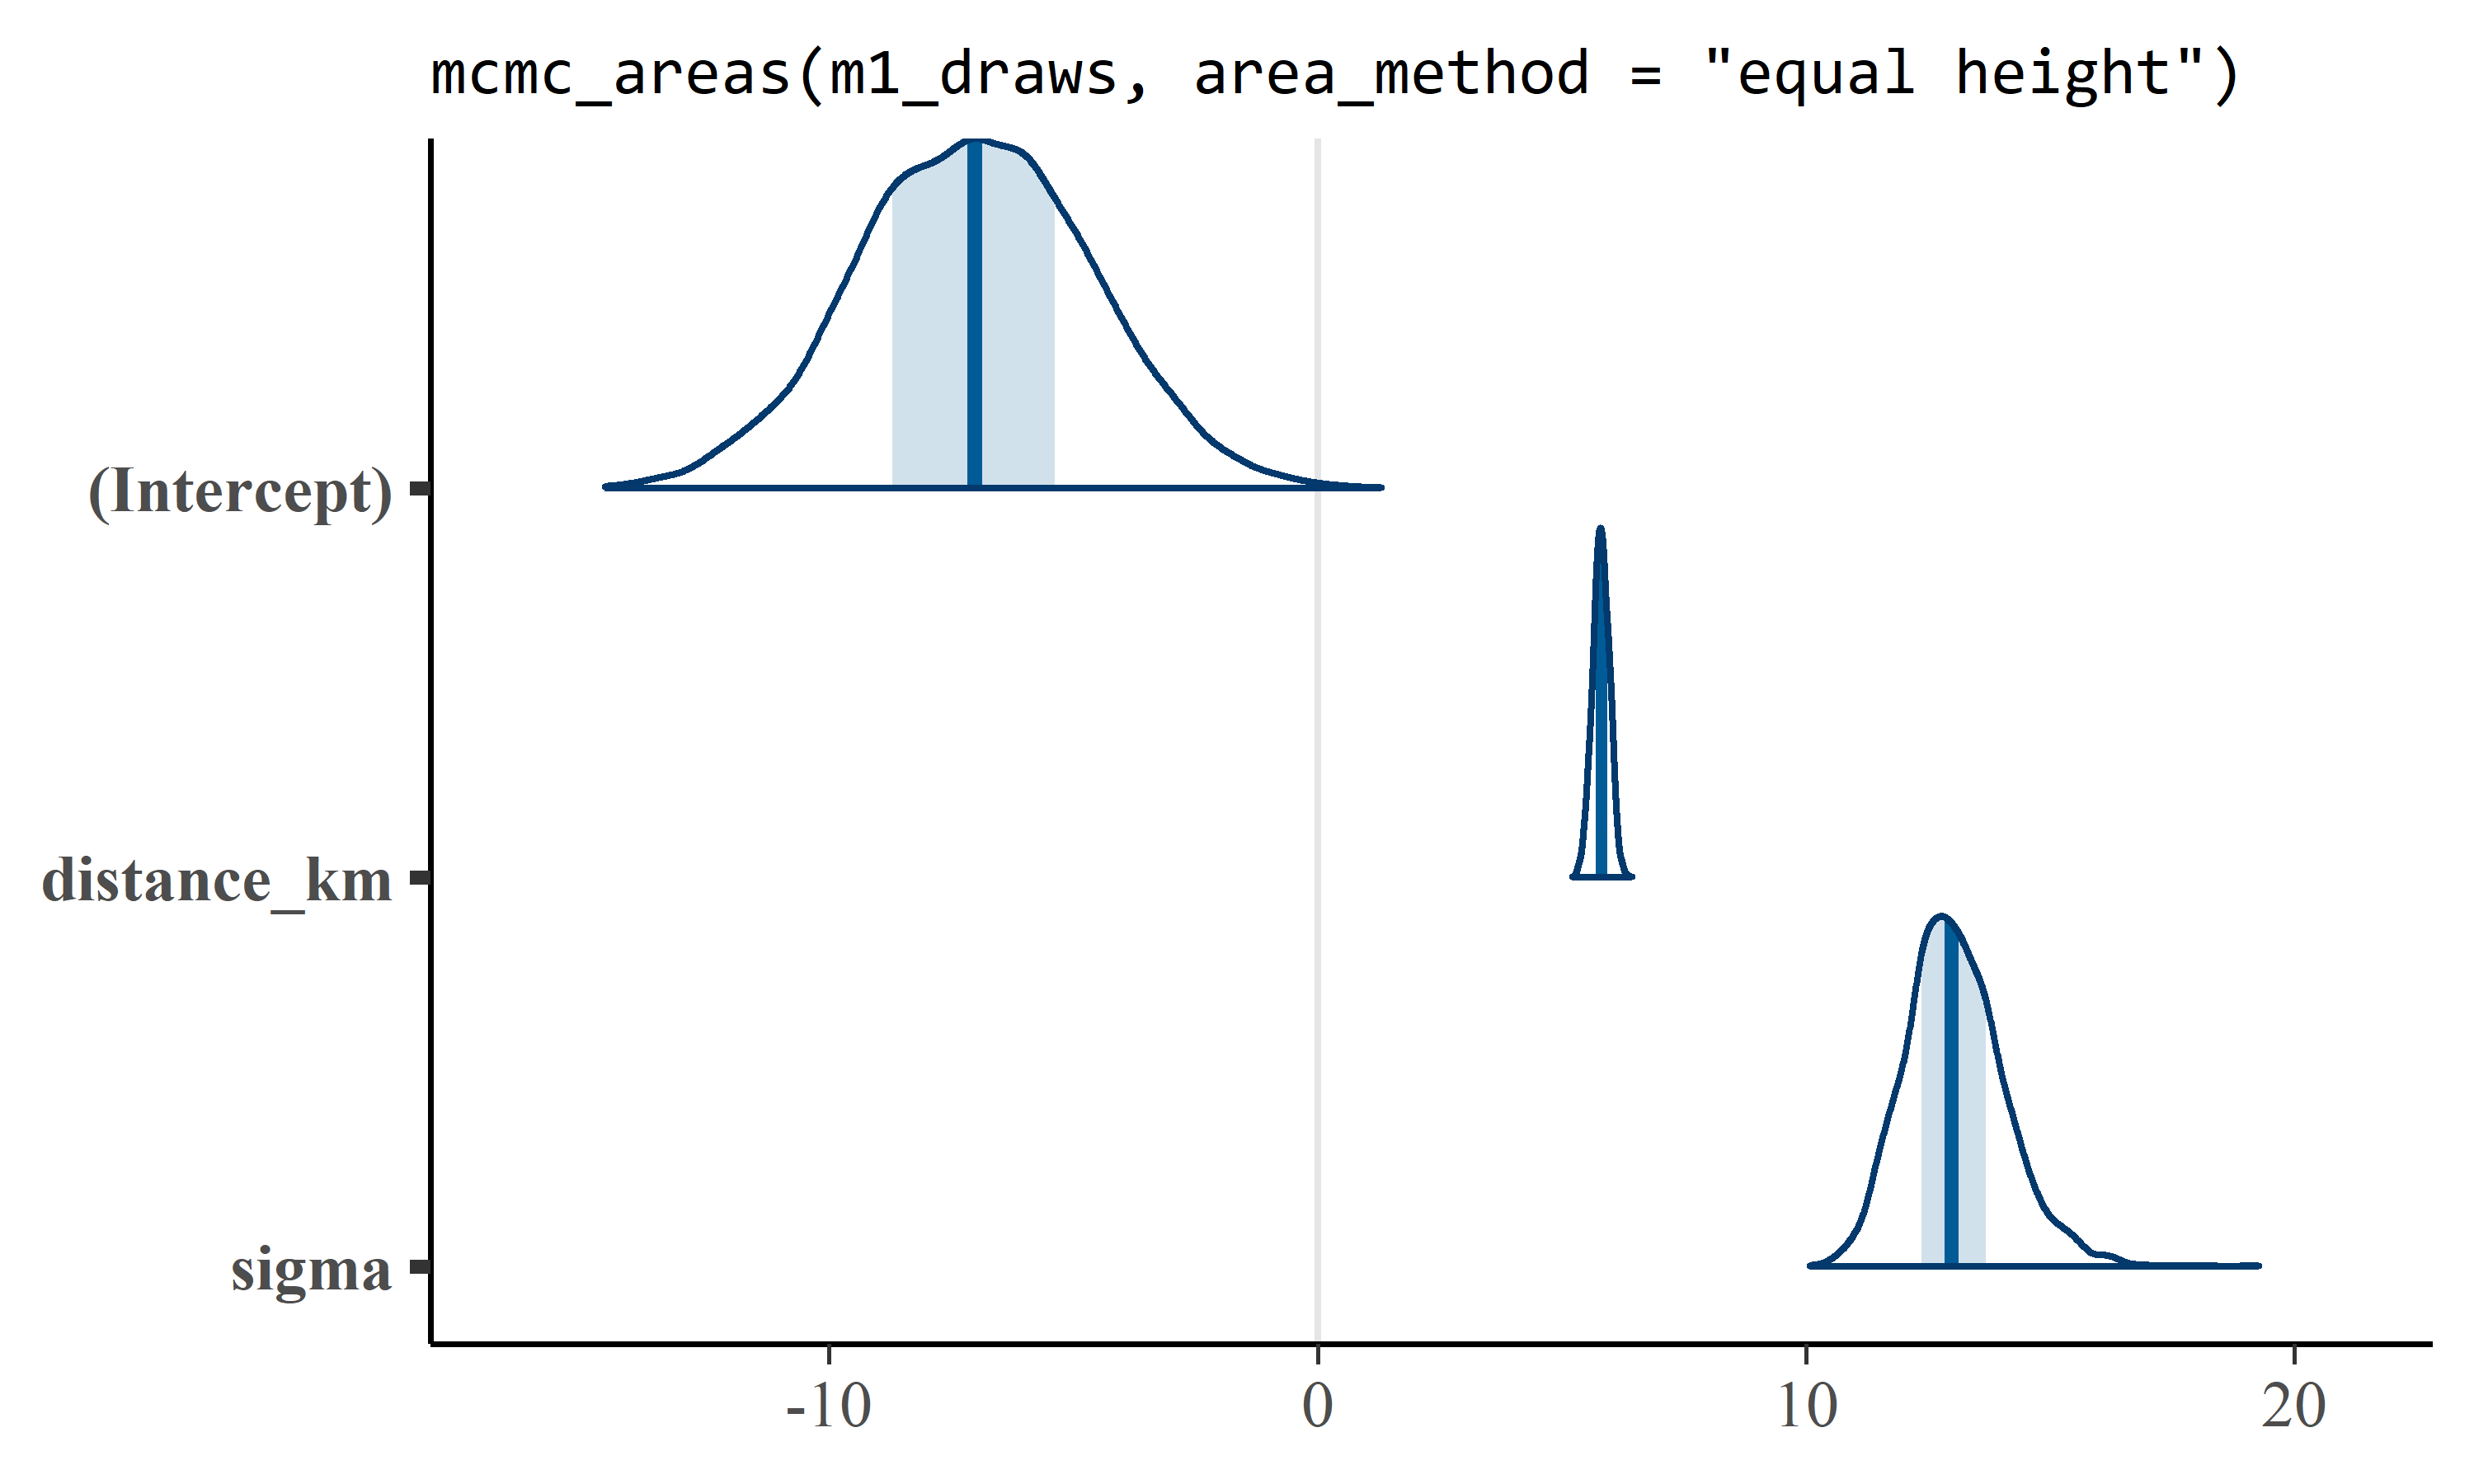 mcmc_areas(m1_draws, area_method = "equal height")
(Intercept)
distance_km
sigma
-10 0 10 20